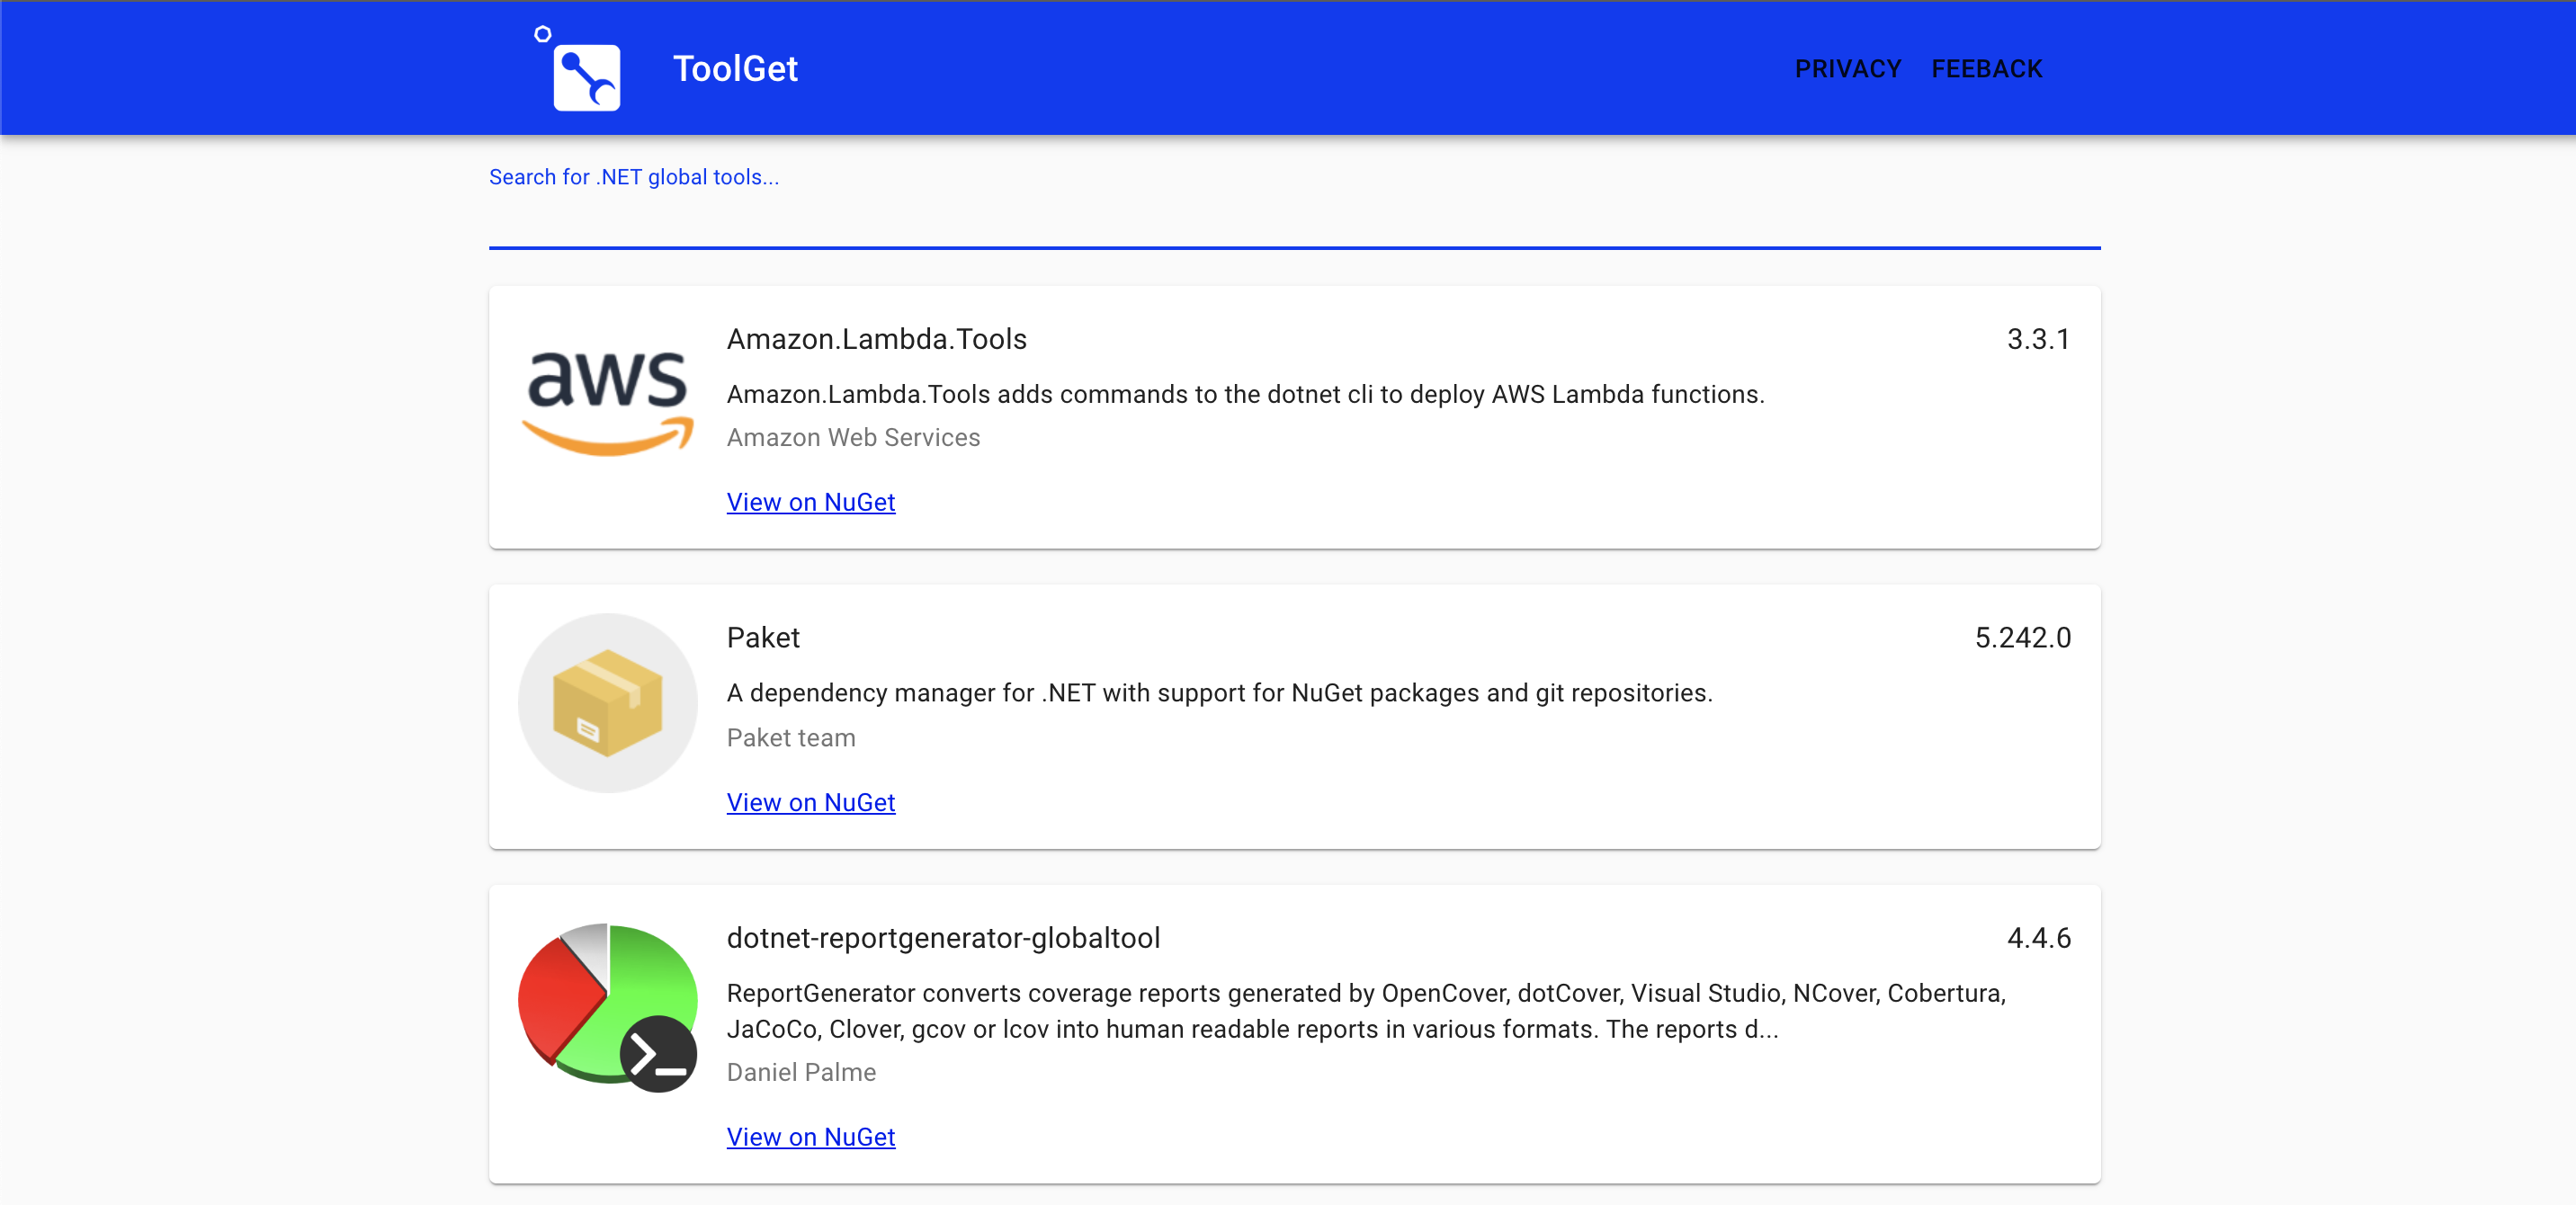 ToolGet
PRIVACY FEEBACK
Search for .NET global tools...
aws
Amazon.Lambda.Tools
3.3.1
Amazon.Lambda.Tools adds commands to the dotnet cli to deploy AWS Lambda functions.
Amazon Web Services
View on NuGet
Paket
5.242.0
A dependency manager for .NET with support for NuGet packages and git repositories.
Paket team
View on NuGet
dotnet-reportgenerator-globaltool
4.4.6
ReportGenerator converts coverage reports generated by OpenCover, dotCover, Visual Studio, NCover, Cobertura,
JaCoCo, Clover, gcov or lcov into human readable reports in various formats. The reports d...
Daniel Palme
View on NuGet